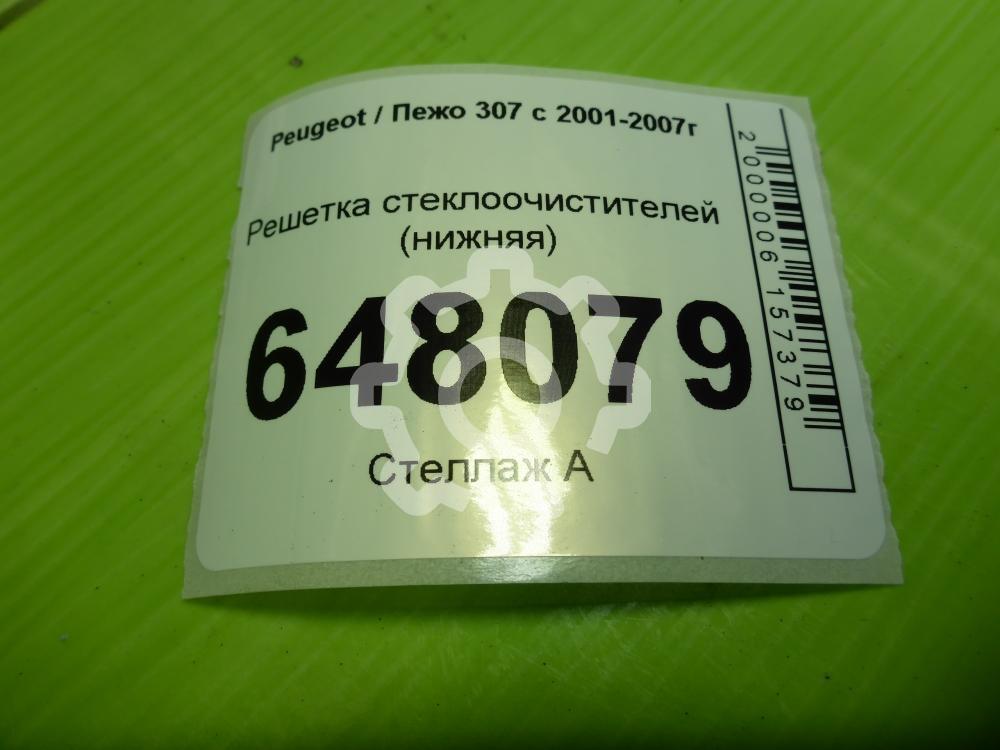 Peugeot / Пежо 307 с 2001-2007г
Решетка стеклоочистителей
(нижняя)
648079
Стеллаж А
2000006157379